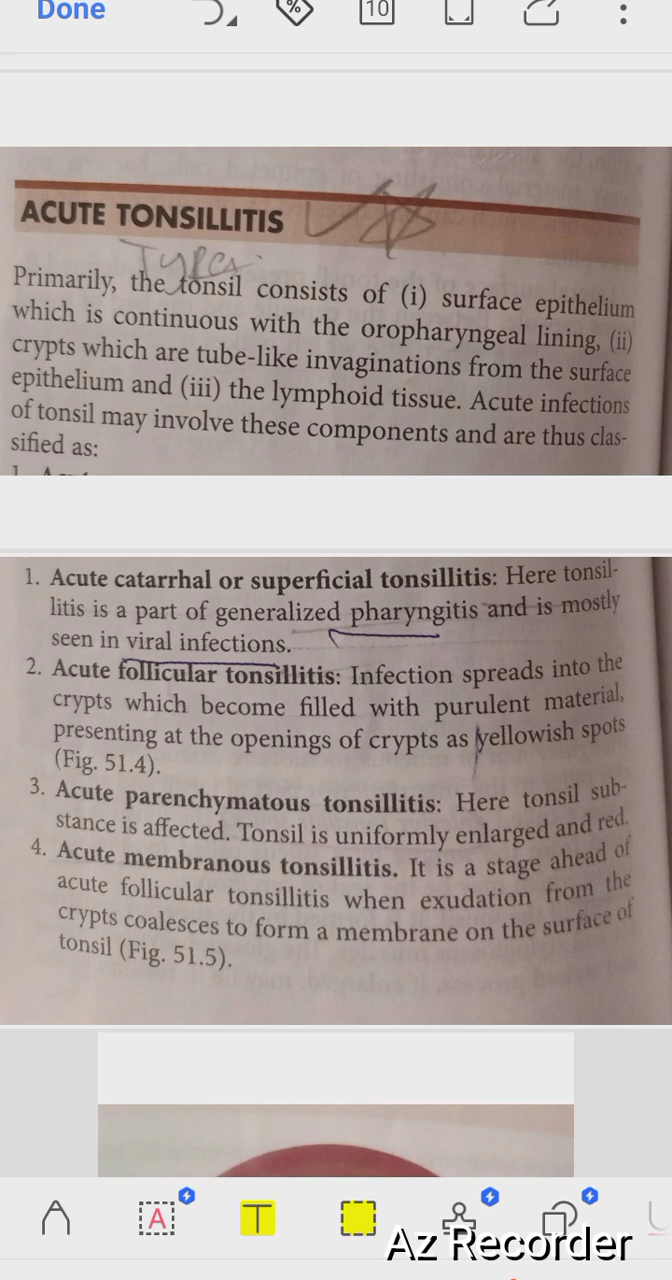 Done
%
10
ACUTE TONSILLITIS
Types
Primarily, the tonsil consists of (i) surface epithelium
which is continuous with the oropharyngeal lining, (ii)
crypts which are tube-like invaginations from the surface
epithelium and (iii) the lymphoid tissue. Acute infections
of tonsil may involve these components and are thus clas-
sified as:
1. Acute catarrhal or superficial tonsillitis: Here tonsil-
litis is a part of generalized pharyngitis and is mostly
seen in viral infections.
2. Acute follicular tonsillitis: Infection spreads into the
crypts which become filled with purulent material,
presenting at the openings of crypts as yellowish spots
(Fig. 51.4).
3. Acute parenchymatous tonsillitis: Here tonsil sub-
stance is affected. Tonsil is uniformly enlarged and red.
4. Acute membranous tonsillitis. It is a stage ahead of
acute follicular tonsillitis when exudation from the
crypts coalesces to form a membrane on the surface of
tonsil (Fig. 51.5).
A
T
Az Recorder